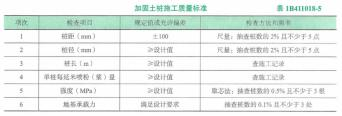 加固土桩施工质量标准 表 1B411018-5
项次 检查项目 规定值或允许偏差 检查方法和频率
1 桩距（mm） ±100 尺量：抽查桩数的 2% 且不少于 5 点
2 桩径（mm） ≥设计值 尺量：抽查桩数的 2% 且不少于 5 点
3 桩长（m） ≥设计值 查施工记录
4 单桩每延米喷粉（浆）量 ≥设计值 查施工记录
5 强度（MPa） ≥设计值 取芯法：抽查桩数的 0.5% 且不少于 3 根
6 地基承载力 满足设计要求 抽查桩数的 0.1% 且不少于 3 处